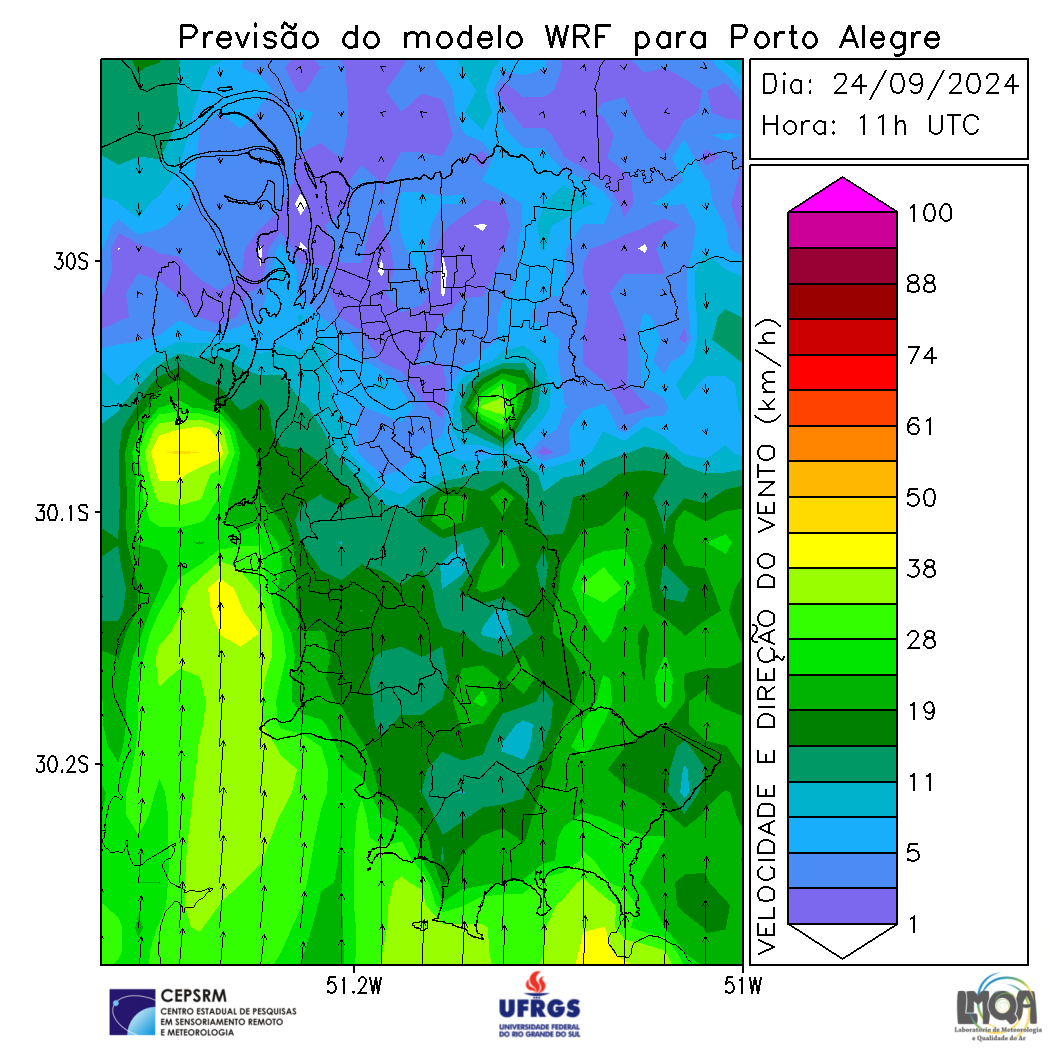 Previsão do modelo WRF para Porto Alegre
Dia: 24/09/2024
Hora: 11h UTC
30S
30.1S
30.2S
51.2W
51W
VELOCIDADE E DIREÇÃO DO VENTO (km/h)
100
88
74
61
50
38
28
19
11
5
1
CEPSRM
CENTRO ESTADUAL DE PESQUISAS
EM SENSORIAMENTO REMOTO
E METEOROLOGIA
UFRGS
UNIVERSIDADE FEDERAL
DO RIO GRANDE DO SUL
LMQA
Laboratório de Meteorologia
e Qualidade do Ar